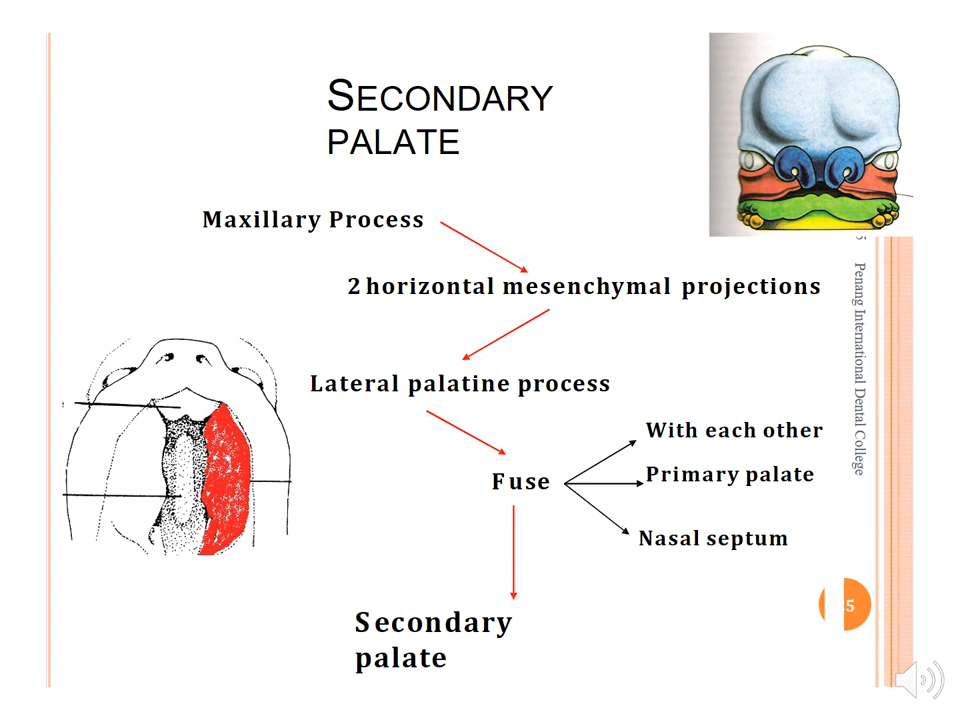 SECONDARY
PALATE
Maxillary Process
2 horizontal mesenchymal projections
Lateral palatine process
With each other
Fuse
Primary palate
Nasal septum
Secondary
palate
Penang International Dental College
5